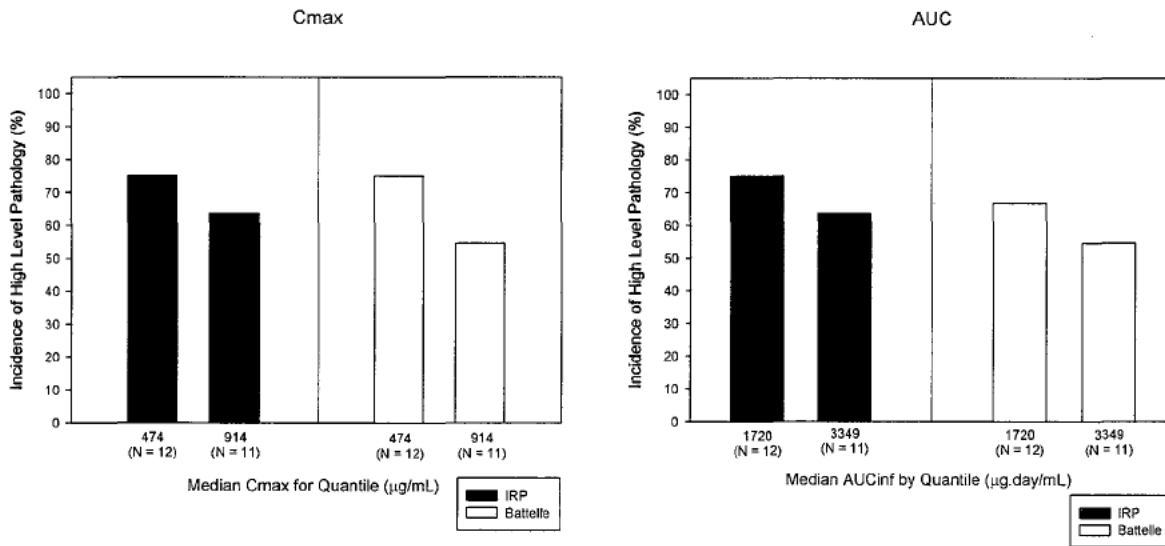 Cmax
Incidence of High Level Pathology (%)
100
90
80
70
60
50
40
30
20
10
0
474 914 474 914
(N = 12) (N = 11) (N = 12) (N = 11)
Median Cmax for Quantile (µg/mL)
IRP
Battelle
AUC
Incidence of High Level Pathology (%)
100
90
80
70
60
50
40
30
20
10
0
1720 3349 1720 3349
(N = 12) (N = 11) (N = 12) (N = 11)
Median AUCinf by Quantile (µg.day/mL)
IRP
Battelle